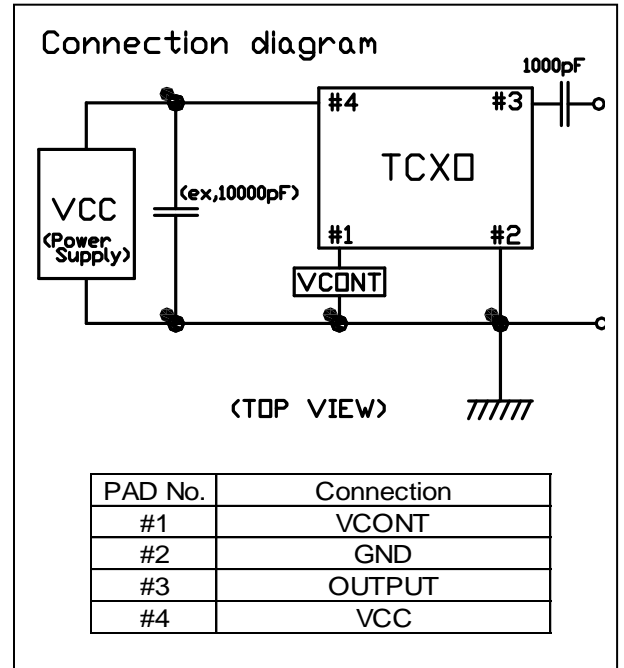 Connection diagram
1000pF
#4 #3
TCXO
VCC
(Power
Supply)
(ex,10000pF)
#1 #2
VCONT
(TOP VIEW)
PAD No. Connection
#1 VCONT
#2 GND
#3 OUTPUT
#4 VCC